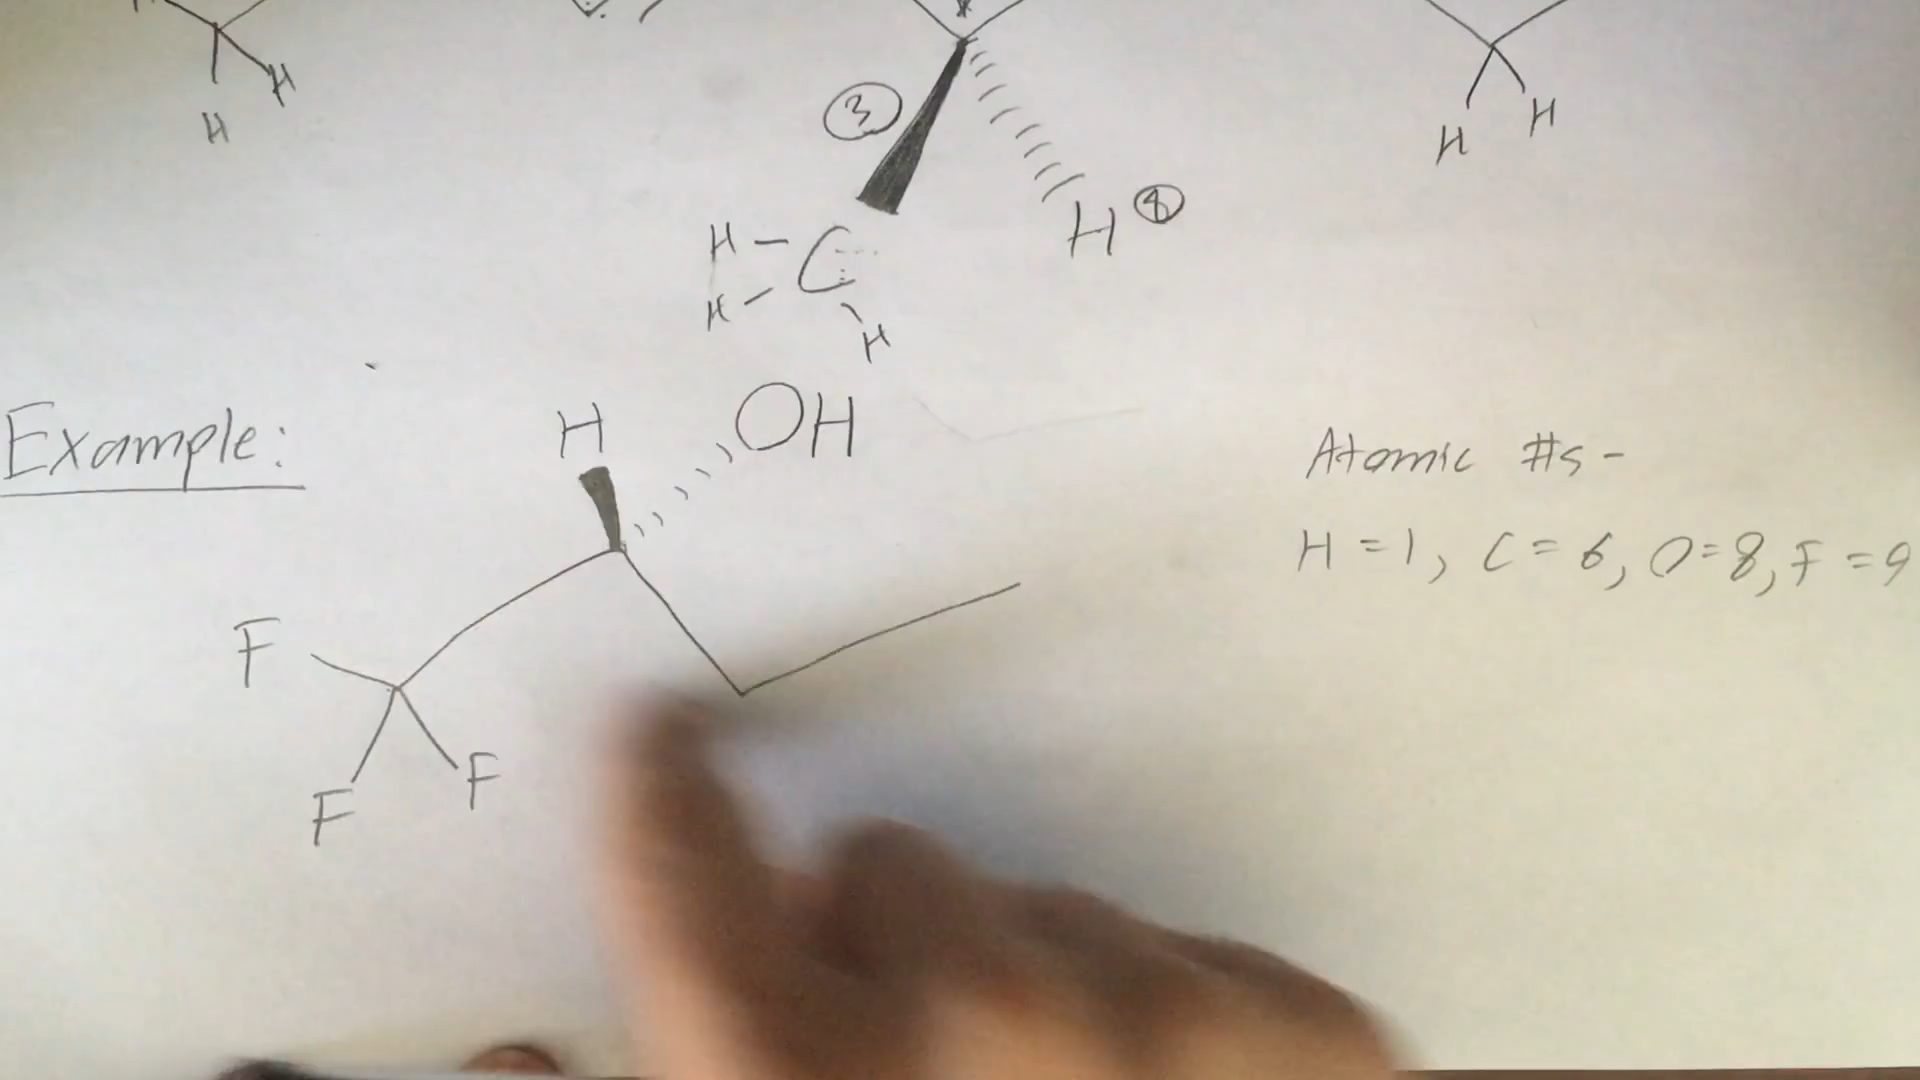 H
H
3
H
H
H
4
H - C
H
H
H
Example:
H
OH
F
F
F
Atomic #s -
H = 1, C = 6, O = 8, F = 9